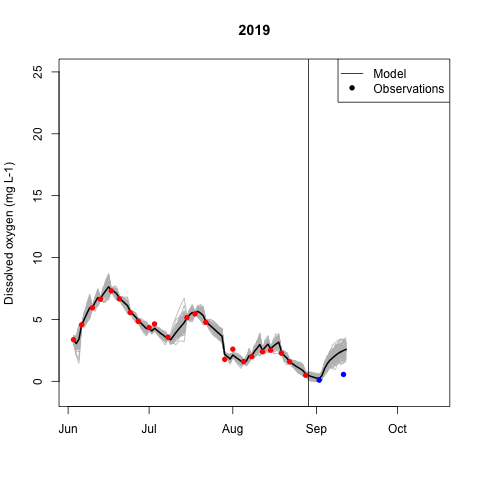 2019
Dissolved oxygen (mg L-1)
25
20
15
10
5
0
Model
Observations
Jun
Jul
Aug
Sep
Oct